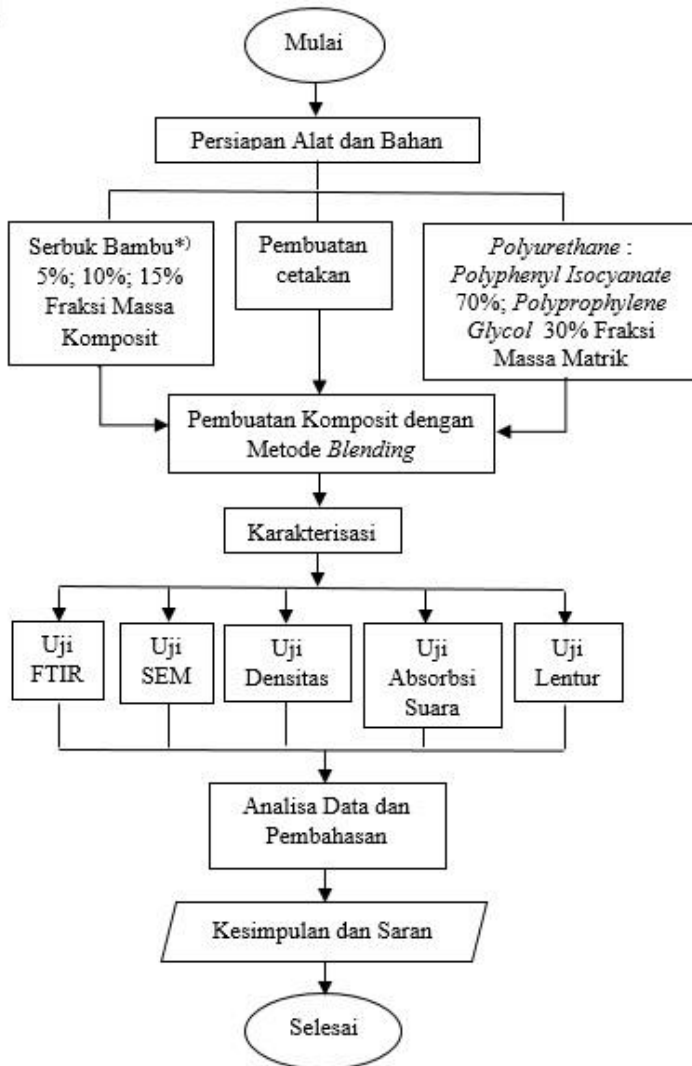 Mulai
Persiapan Alat dan Bahan
Serbuk Bambu*)
5%; 10%; 15%
Fraksi Massa
Komposit
Pembuatan
cetakan
Polyurethane :
Polyphenyl Isocyanate
70%; Polyprophylene
Glycol 30% Fraksi
Massa Matrik
Pembuatan Komposit dengan
Metode Blending
Karakterisasi
Uji
FTIR
Uji
SEM
Uji
Densitas
Uji
Absorbsi
Suara
Uji
Lentur
Analisa Data dan
Pembahasan
Kesimpulan dan Saran
Selesai